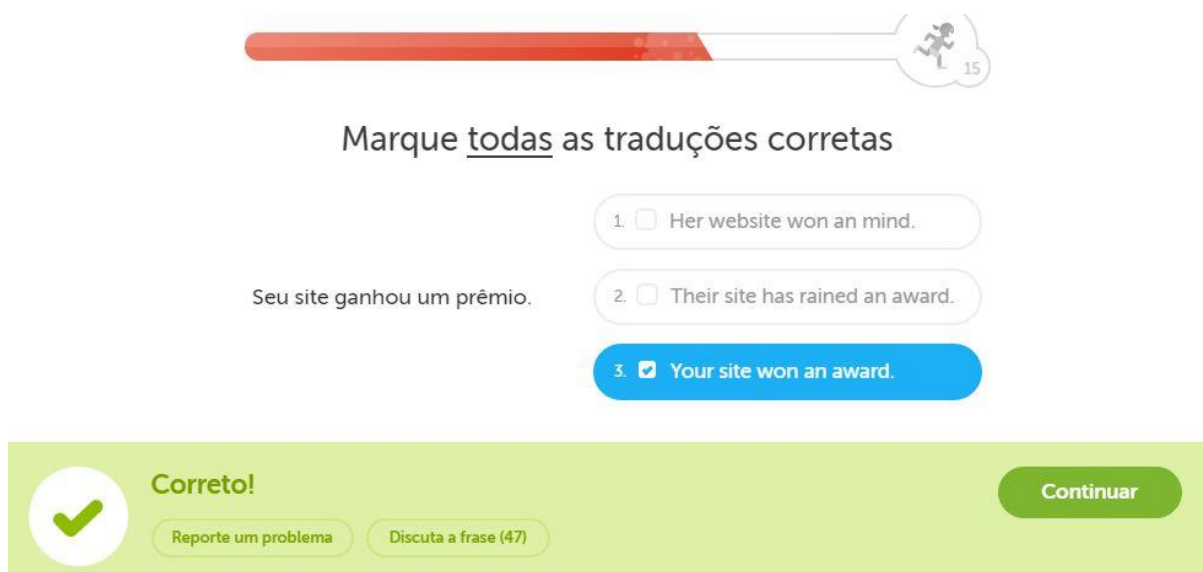 15
Marque todas as traduções corretas
Seu site ganhou um prêmio.
1. Her website won an mind.
2. Their site has rained an award.
3. Your site won an award.
Correto!
Reporte um problema Discuta a frase (47)
Continuar